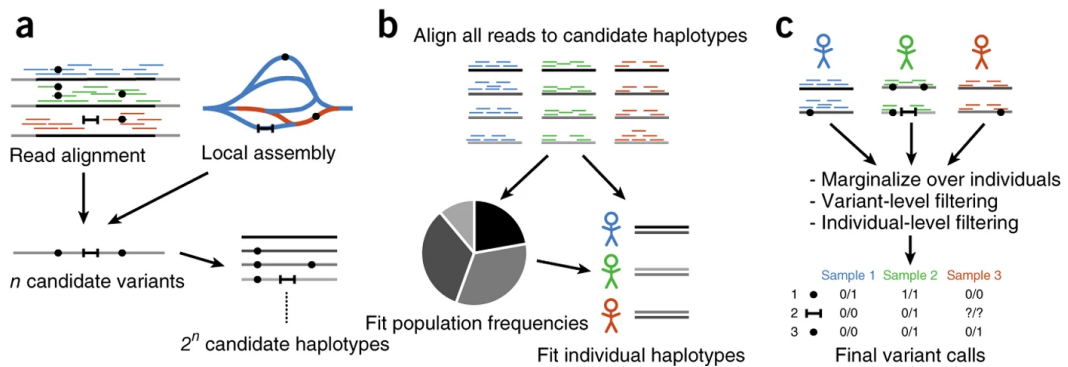 a
Read alignment
Local assembly
n candidate variants
2^n candidate haplotypes
b
Align all reads to candidate haplotypes
Fit population frequencies
Fit individual haplotypes
c
- Marginalize over individuals
- Variant-level filtering
- Individual-level filtering
Sample 1 Sample 2 Sample 3
1 0/1 1/1 0/0
2 0/0 0/1 ?/?
3 0/0 0/1 0/1
Final variant calls